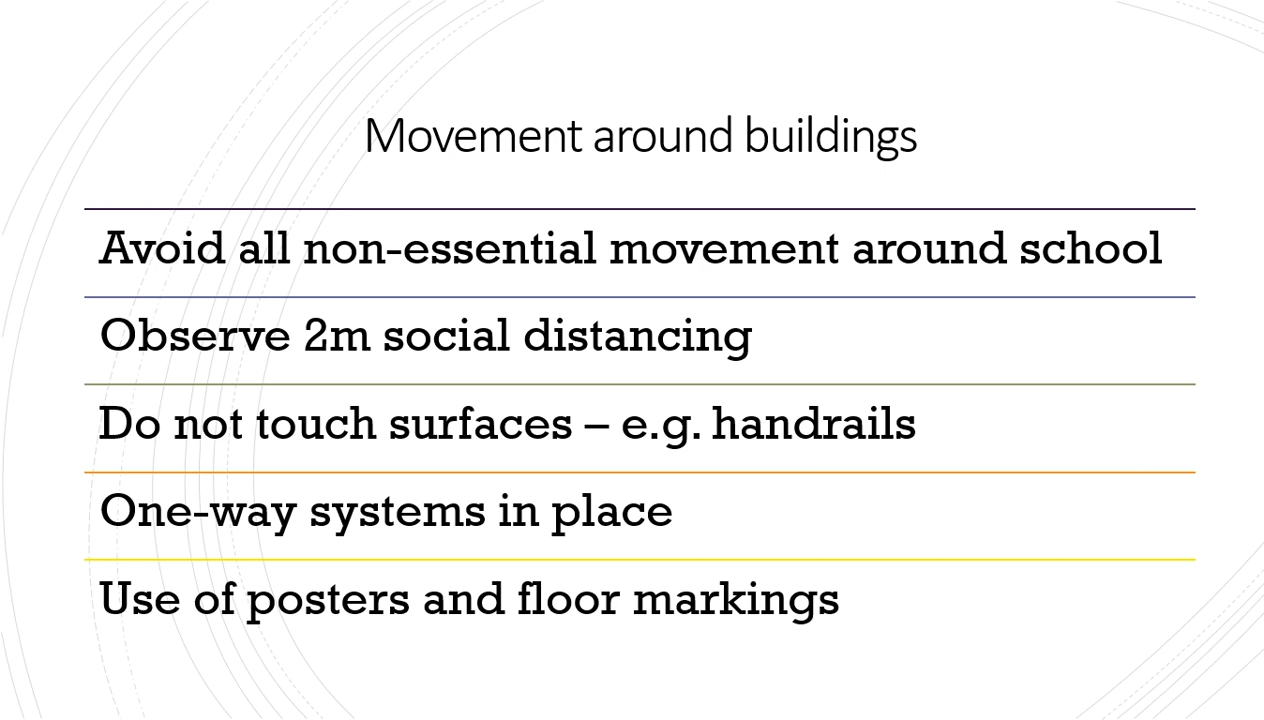 Movement around buildings
Avoid all non-essential movement around school
Observe 2m social distancing
Do not touch surfaces – e.g. handrails
One-way systems in place
Use of posters and floor markings